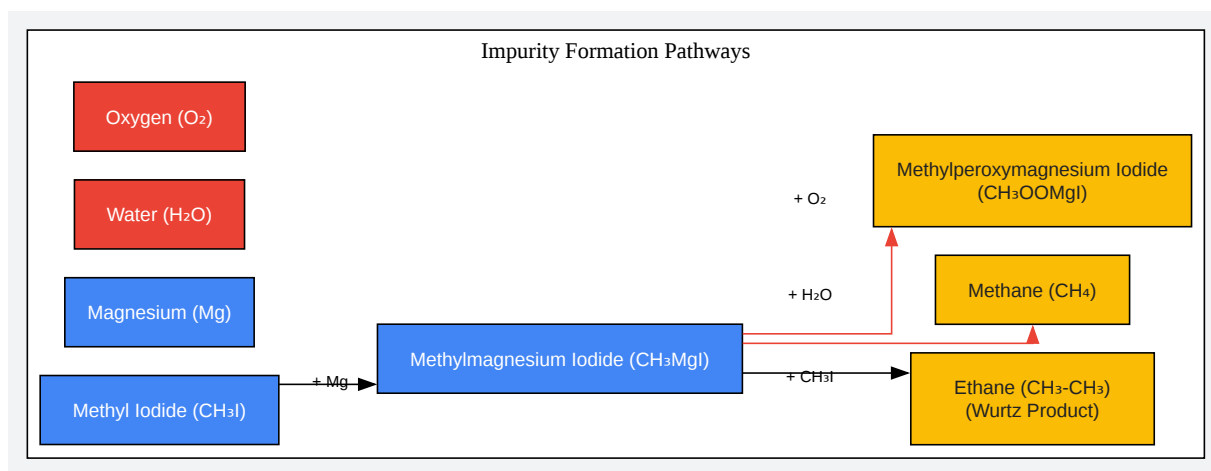 Impurity Formation Pathways
Oxygen (O₂)
Water (H₂O)
Magnesium (Mg)
Methyl Iodide (CH₃I)
+ Mg
Methylmagnesium Iodide (CH₃MgI)
+ O₂
+ H₂O
+ CH₃I
Methylperoxymagnesium Iodide
(CH₃OOMgI)
Methane (CH₄)
Ethane (CH₃-CH₃)
(Wurtz Product)